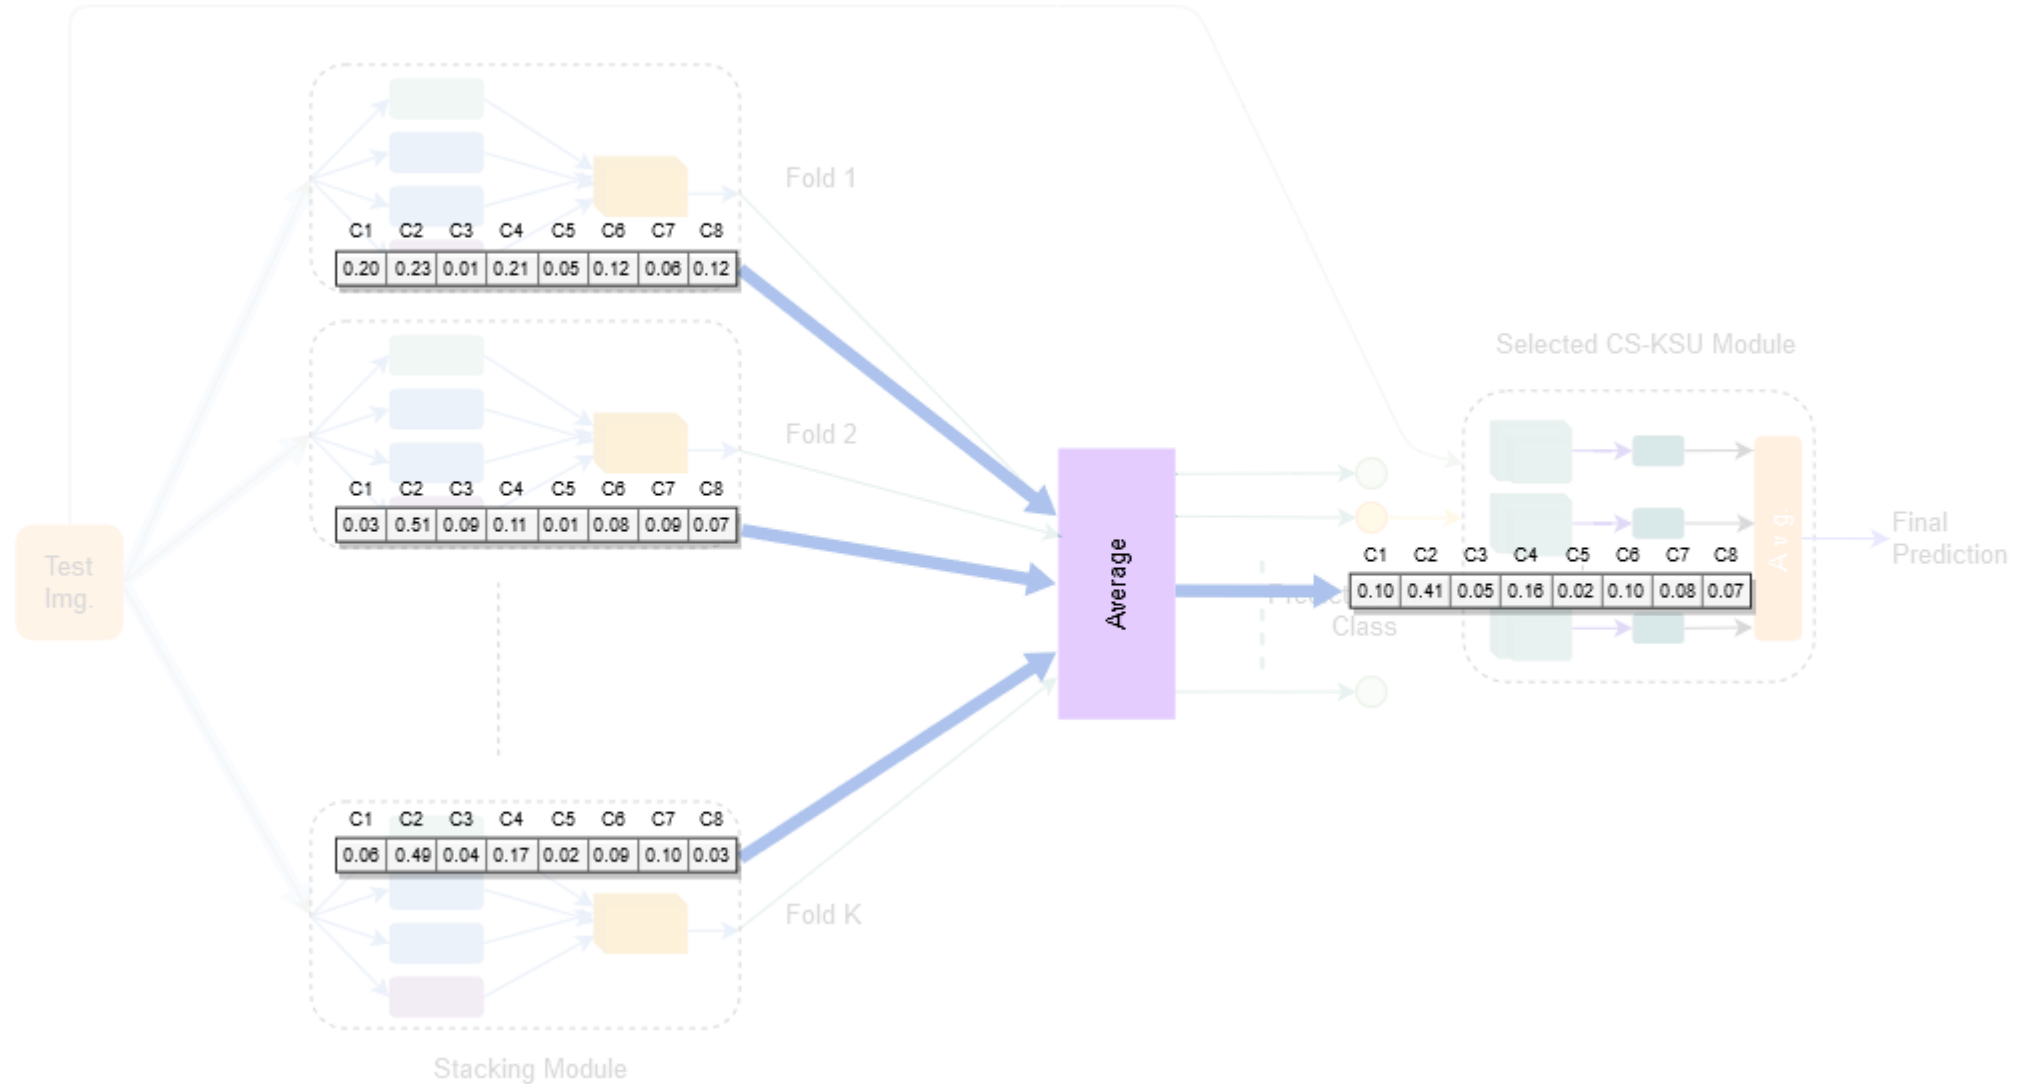 Fold 1
C1 C2 C3 C4 C5 C6 C7 C8
0.20 0.23 0.01 0.21 0.05 0.12 0.06 0.12
Selected CS-KSU Module
Fold 2
C1 C2 C3 C4 C5 C6 C7 C8
0.03 0.51 0.09 0.11 0.01 0.08 0.09 0.07
Test
Img.
Average
C1 C2 C3 C4 C5 C6 C7 C8
0.10 0.41 0.05 0.16 0.02 0.10 0.08 0.07
Class
Avg.
Final
Prediction
C1 C2 C3 C4 C5 C6 C7 C8
0.06 0.49 0.04 0.17 0.02 0.09 0.10 0.03
Fold K
Stacking Module